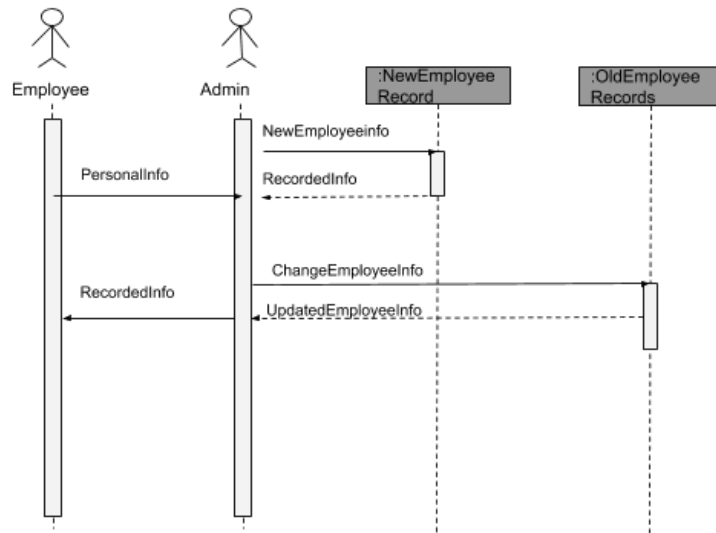 Employee
Admin
:NewEmployee
Record)
:OldEmployee
Records)
NewEmployeeinfo
PersonalInfo
RecordedInfo
ChangeEmployeeInfo
RecordedInfo
UpdatedEmployeeInfo